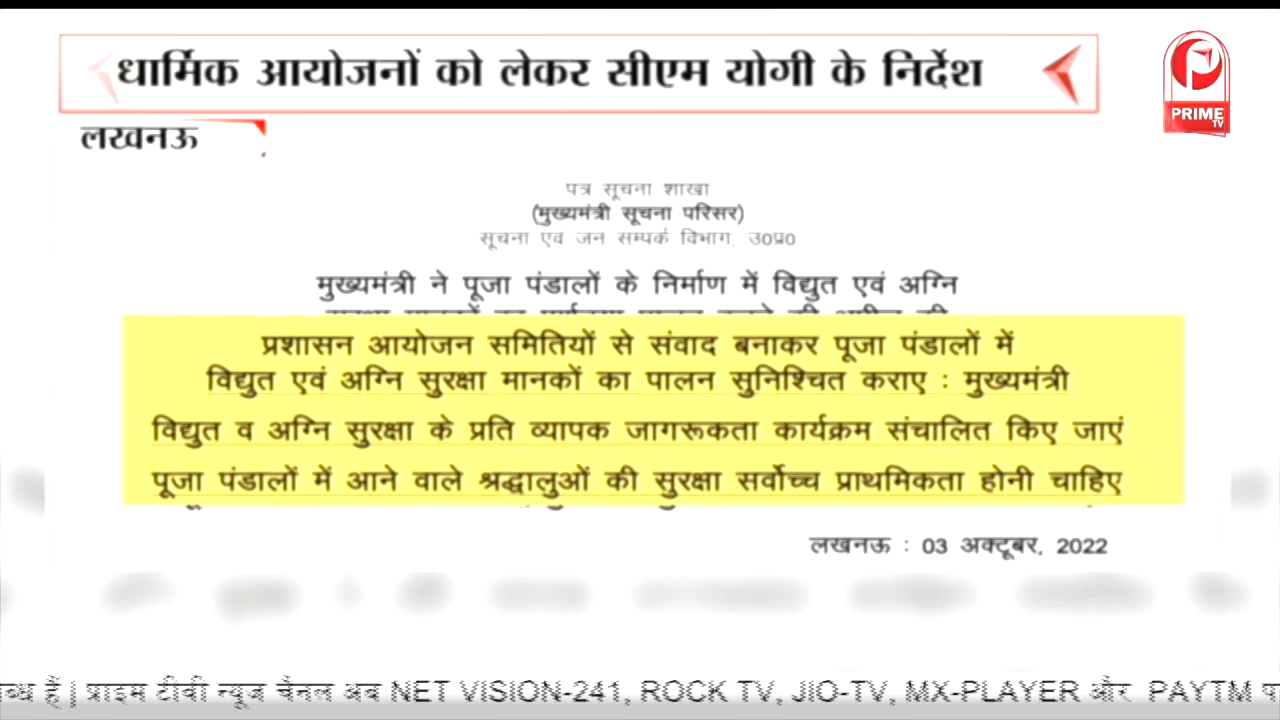 धार्मिक आयोजनों को लेकर सीएम योगी के निर्देश
PRIME
TV
लखनऊ
पत्र सूचना शाखा
(मुख्यमंत्री सूचना परिसर)
सूचना एवं जन सम्पर्क विभाग, उ०प्र०
मुख्यमंत्री ने पूजा पंडालों के निर्माण में विद्युत एवं अग्नि
प्रशासन आयोजन समितियों से संवाद बनाकर पूजा पंडालों में
विद्युत एवं अग्नि सुरक्षा मानकों का पालन सुनिश्चित कराए : मुख्यमंत्री
विद्युत व अग्नि सुरक्षा के प्रति व्यापक जागरूकता कार्यक्रम संचालित किए जाएं
पूजा पंडालों में आने वाले श्रद्धालुओं की सुरक्षा सर्वोच्च प्राथमिकता होनी चाहिए
लखनऊ : 03 अक्टूबर, 2022
हैं | प्राइम टीवी न्यूज चैनल अब NET VISION-241, ROCK TV, JIO-TV, MX-PLAYER और PAYTM